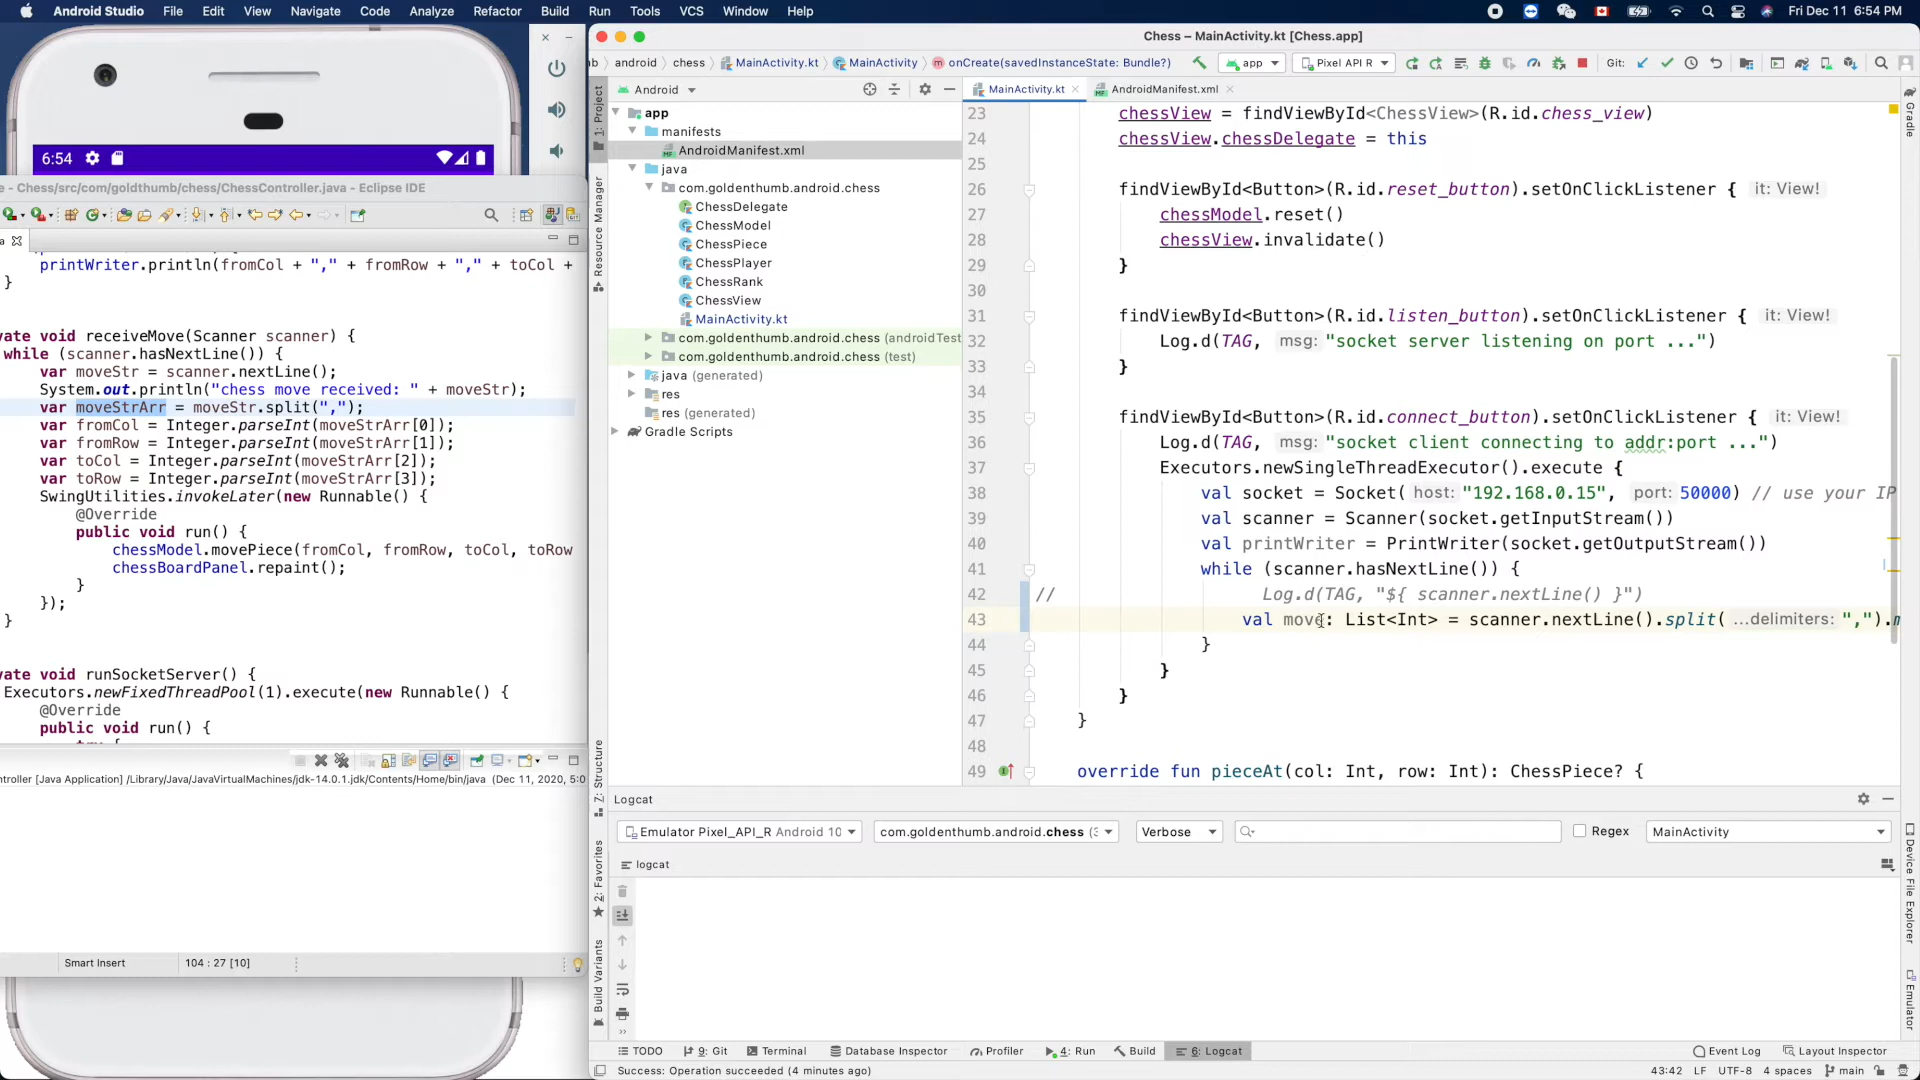 Android Studio File Edit View Navigate Code Analyze Refactor Build Run Tools VCS Window Help Fri Dec 11 6:54 PM
Chess – MainActivity.kt [Chess.app]
android chess MainActivity.kt MainActivity onCreate(savedInstanceState: Bundle?) app Pixel API R Git:
Android
MainActivity.kt AndroidManifest.xml
1: Project
Resource Manager
Z: Structure
2: Favorites
Build Variants
app
manifests
AndroidManifest.xml
java
com.goldenthumb.android.chess
ChessDelegate
ChessModel
ChessPiece
ChessPlayer
ChessRank
ChessView
MainActivity.kt
com.goldenthumb.android.chess (androidTest
com.goldenthumb.android.chess (test)
java (generated)
res
res (generated)
Gradle Scripts
6:54
e - Chess/src/com/goldthumb/chess/ChessController.java - Eclipse IDE
printWriter.println(fromCol + "," + fromRow + "," + toCol +
}
vate void receiveMove(Scanner scanner) {
while (scanner.hasNextLine()) {
var moveStr = scanner.nextLine();
System.out.println("chess move received: " + moveStr);
var moveStrArr = moveStr.split(",");
var fromCol = Integer.parseInt(moveStrArr[0]);
var fromRow = Integer.parseInt(moveStrArr[1]);
var toCol = Integer.parseInt(moveStrArr[2]);
var toRow = Integer.parseInt(moveStrArr[3]);
SwingUtilities.invokeLater(new Runnable() {
@Override
public void run() {
chessModel.movePiece(fromCol, fromRow, toCol, toRow
chessBoardPanel.repaint();
}
});
}
vate void runSocketServer() {
Executors.newFixedThreadPool(1).execute(new Runnable() {
@Override
public void run() {
ntroller [Java Application] /Library/Java/JavaVirtualMachines/jdk-14.0.1.jdk/Contents/Home/bin/java (Dec 11, 2020, 5:0
Smart Insert 104 : 27 [10]
23 chessView = findViewById<ChessView>(R.id.chess_view)
24 chessView.chessDelegate = this
25
26 findViewById<Button>(R.id.reset_button).setOnClickListener { it: View!
27 chessModel.reset()
28 chessView.invalidate()
29 }
30
31 findViewById<Button>(R.id.listen_button).setOnClickListener { it: View!
32 Log.d(TAG, msg: "socket server listening on port ...")
33 }
34
35 findViewById<Button>(R.id.connect_button).setOnClickListener { it: View!
36 Log.d(TAG, msg: "socket client connecting to addr:port ...")
37 Executors.newSingleThreadExecutor().execute {
38 val socket = Socket( host: "192.168.0.15", port: 50000) // use your IP
39 val scanner = Scanner(socket.getInputStream())
40 val printWriter = PrintWriter(socket.getOutputStream())
41 while (scanner.hasNextLine()) {
42 // Log.d(TAG, "${ scanner.nextLine() }")
43 val move: List<Int> = scanner.nextLine().split( ...delimiters: ",").m
44 }
45 }
46 }
47 }
48
49 override fun pieceAt(col: Int, row: Int): ChessPiece? {
Gradle
Device File Explorer
Emulator
Logcat
Emulator Pixel_API_R Android 10 com.goldenthumb.android.chess (3 Verbose Regex MainActivity
logcat
TODO 9: Git Terminal Database Inspector Profiler 4: Run Build 6: Logcat Event Log Layout Inspector
Success: Operation succeeded (4 minutes ago) 43:42 LF UTF-8 4 spaces main